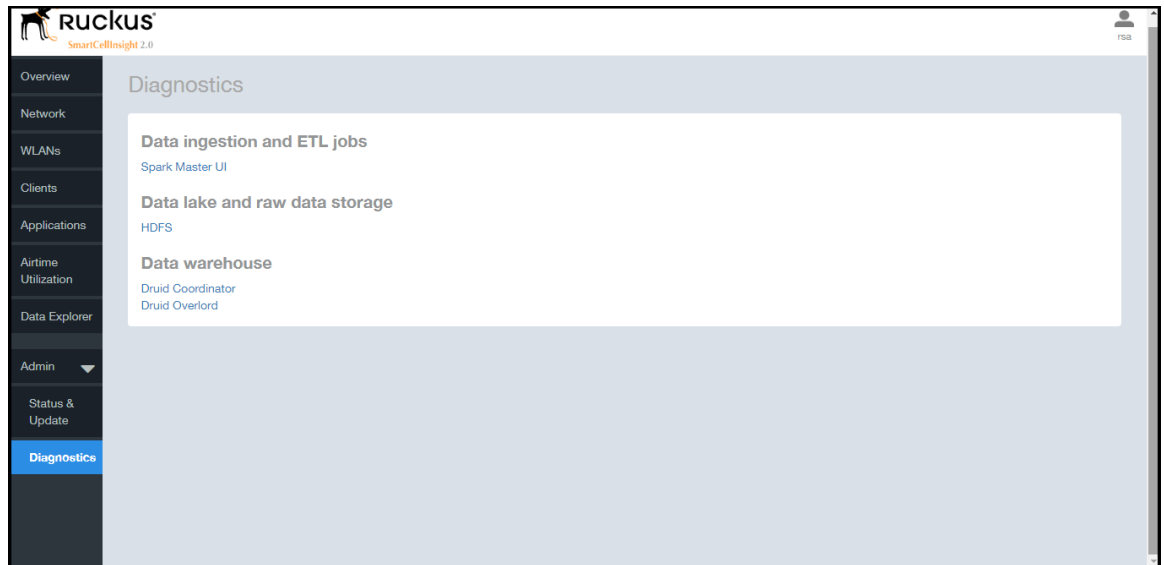 Ruckus
SmartCellInsight 2.0
rsa
Overview
Network
WLANs
Clients
Applications
Airtime
Utilization
Data Explorer
Admin
Status &
Update
Diagnostics
Diagnostics
Data ingestion and ETL jobs
Spark Master UI
Data lake and raw data storage
HDFS
Data warehouse
Druid Coordinator
Druid Overlord